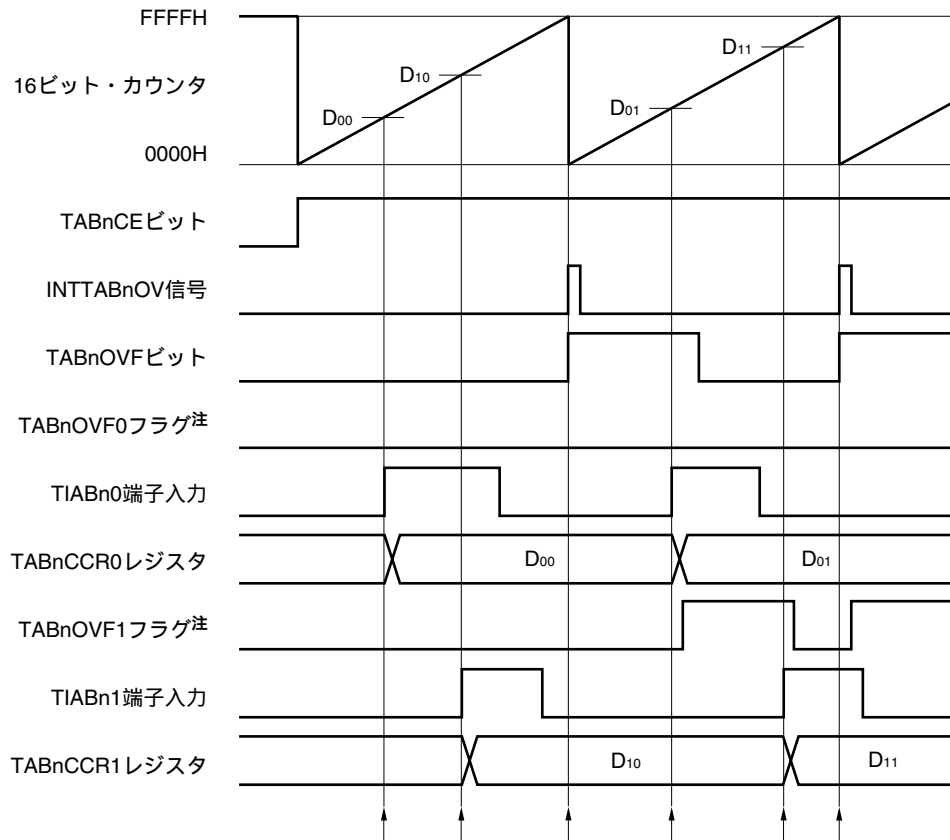 FFFFH
16ビット・カウンタ
0000H
D00
D10
D01
D11
TABnCEビット
INTTABnOV信号
TABnOVFビット
TABnOVF0フラグ注
TIABn0端子入力
TABnCCR0レジスタ
D00
D01
TABnOVF1フラグ注
TIABn1端子入力
TABnCCR1レジスタ
D10
D11